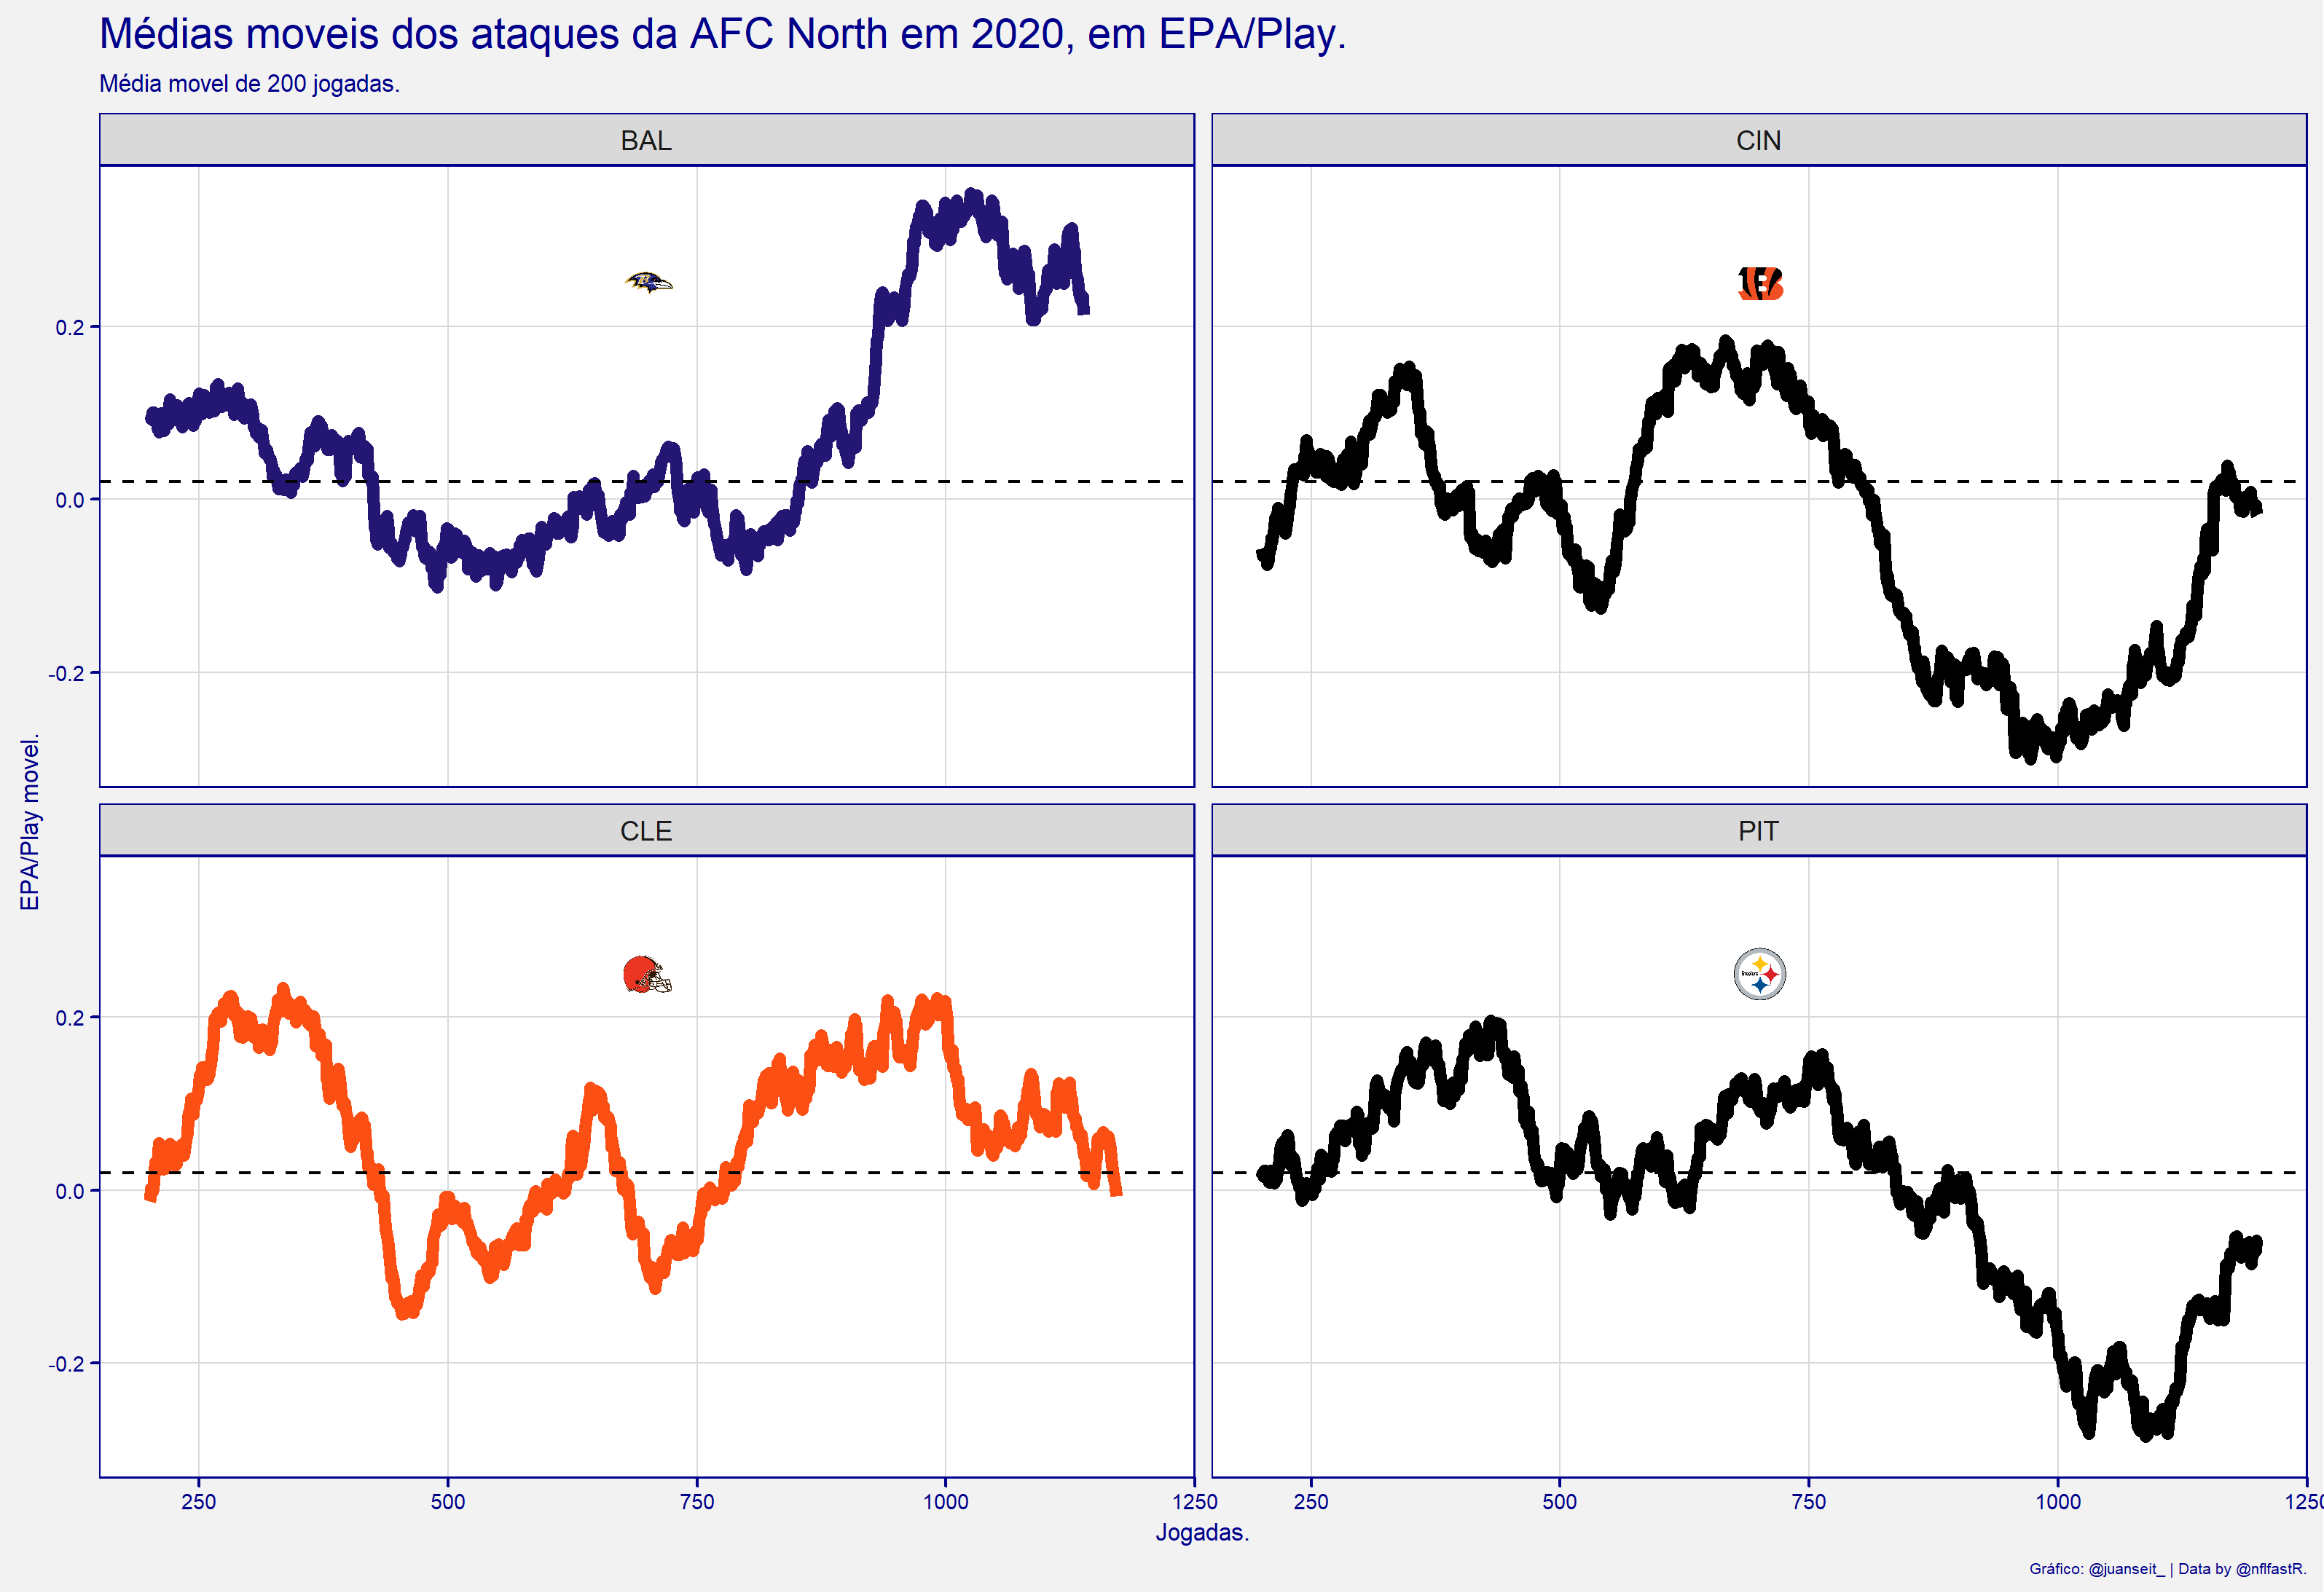 Médias moveis dos ataques da AFC North em 2020, em EPA/Play.
Média movel de 200 jogadas.
BAL
CIN
0.2
0.0
-0.2
EPA/Play movel.
CLE
PIT
Steelers
0.2
0.0
-0.2
250 500 750 1000 1250 250 500 750 1000 1250
Jogadas.
Gráfico: @juanseit_ | Data by @nflfastR.